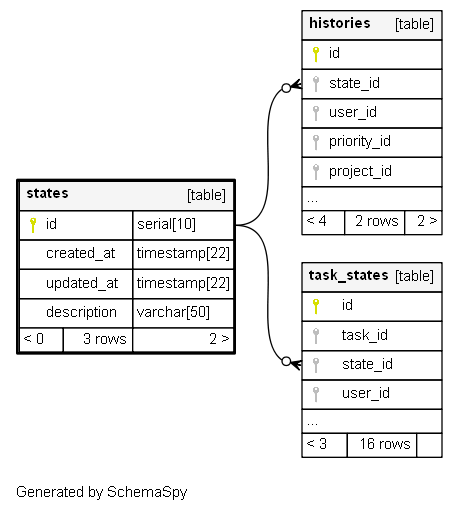 histories [table]
id
state_id
user_id
priority_id
project_id
...
< 4 2 rows 2 >
states [table]
id serial[10]
created_at timestamp[22]
updated_at timestamp[22]
description varchar[50]
< 0 3 rows 2 >
task_states [table]
id
task_id
state_id
user_id
...
< 3 16 rows
Generated by SchemaSpy